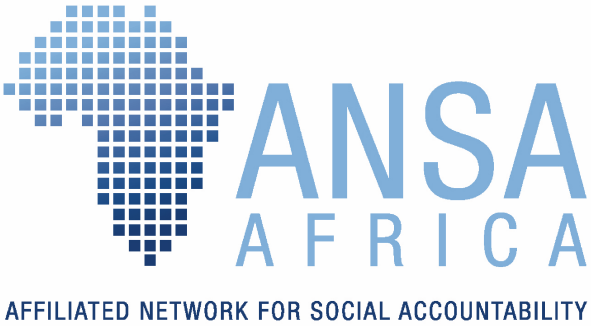 ANSA
AFRICA
AFFILIATED NETWORK FOR SOCIAL ACCOUNTABILITY